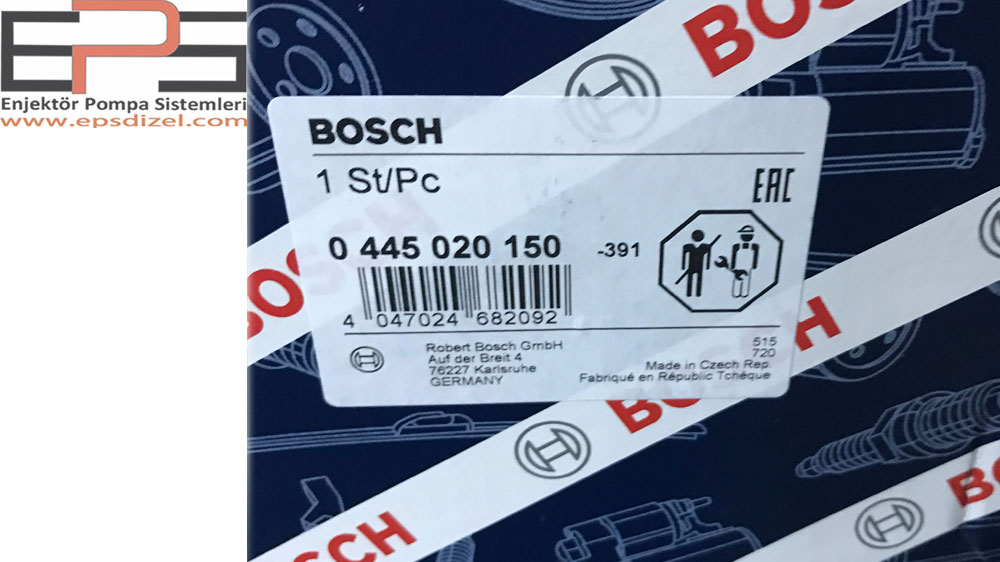 EPS
Enjektör Pompa Sistemleri
www.epsdizel.com
BOSCH
BOSCH
1 St/Pc
EAC
BOSCH
0 445 020 150 -391
4 047024 682092
Robert Bosch GmbH
Auf der Breit 4
76227 Karlsruhe
GERMANY
515
720
Made in Czech Rep.
Fabriqué en Républic Tchèque
BOSCH
BOSCH
BO